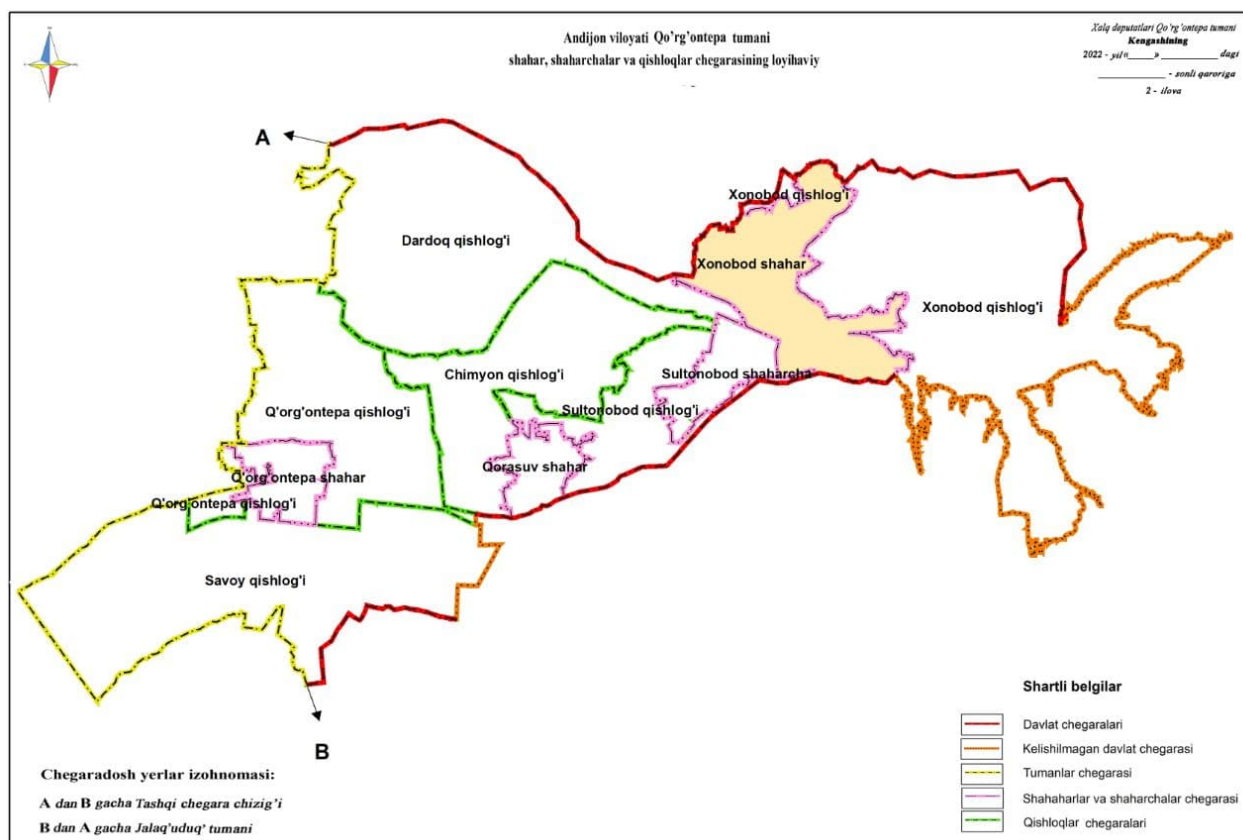 Andijon viloyati Qo'rg'ontepa tumani
shahar, shaharchalar va qishloqlar chegarasining loyihaviy
Xalq deputatlari Qo'rg'ontepa tumani
Kengashining
2022 - yil «_____» __________ dagi
____________ - sonli qaroriga
2 - ilova
A
Xonobod qishlog'i
Dardoq qishlog'i
Xonobod shahar
Xonobod qishlog'i
Chimyon qishlog'i
Sultonobod shaharcha
Q'org'ontepa qishlog'i
Sultonobod qishlog'i
Qorasuv shahar
Q'org'ontepa shahar
Q'org'ontepa qishlog'i
Savoy qishlog'i
B
Chegaradosh yerlar izohnomasi:
A dan B gacha Tashqi chegara chizig'i
B dan A gacha Jalaq'uduq' tumani
Shartli belgilar
Davlat chegaralari
Kelishilmagan davlat chegarasi
Tumanlar chegarasi
Shahaharlar va shaharchalar chegarasi
Qishloqlar chegaralari